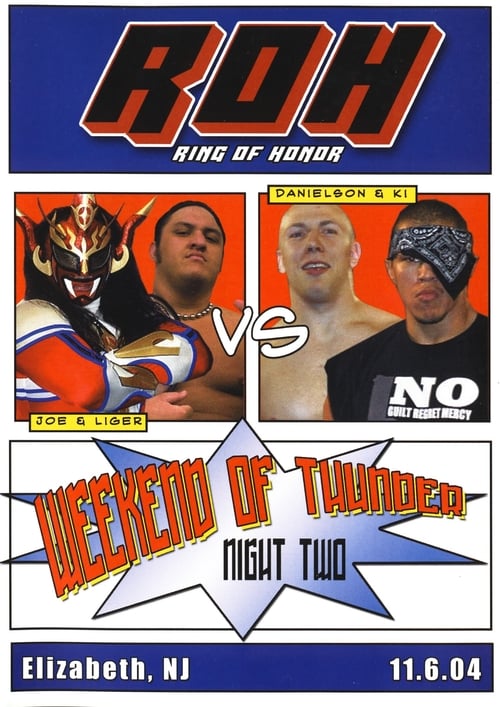 ROH
RING OF HONOR
DANIELSON & KI
VS
NO
GUILT REGRET MERCY
JOE & LIGER
WEEKEND OF THUNDER
NIGHT TWO
Elizabeth, NJ 11.6.04